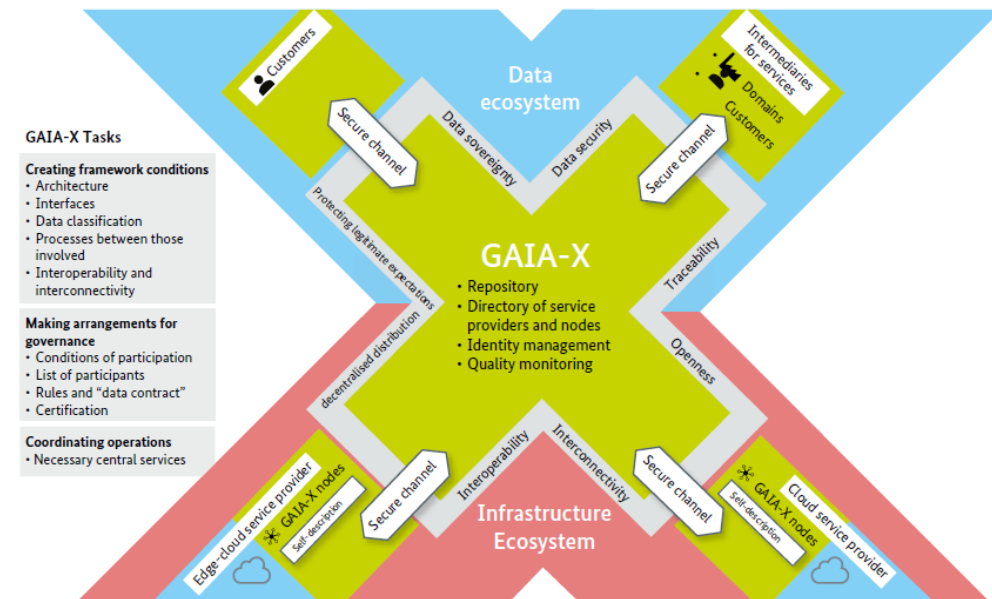 GAIA-X Tasks
Creating framework conditions
• Architecture
• Interfaces
• Data classification
• Processes between those
involved
• Interoperability and
interconnectivity
Making arrangements for
governance
• Conditions of participation
• List of participants
• Rules and “data contract”
• Certification
Coordinating operations
• Necessary central services
Customers
Secure channel
Data
ecosystem
Intermediaries
for services
Domains
Customers
Secure channel
Data sovereignty
Data security
Protecting legitimate expectations
Traceability
GAIA-X
• Repository
• Directory of service
providers and nodes
• Identity management
• Quality monitoring
decentralised distribution
Openness
Interoperability
Interconnectivity
Edge-cloud service provider
GAIA-X nodes
Self-description
Secure channel
Infrastructure
Ecosystem
Secure channel
Cloud service provider
GAIA-X nodes
Self-description